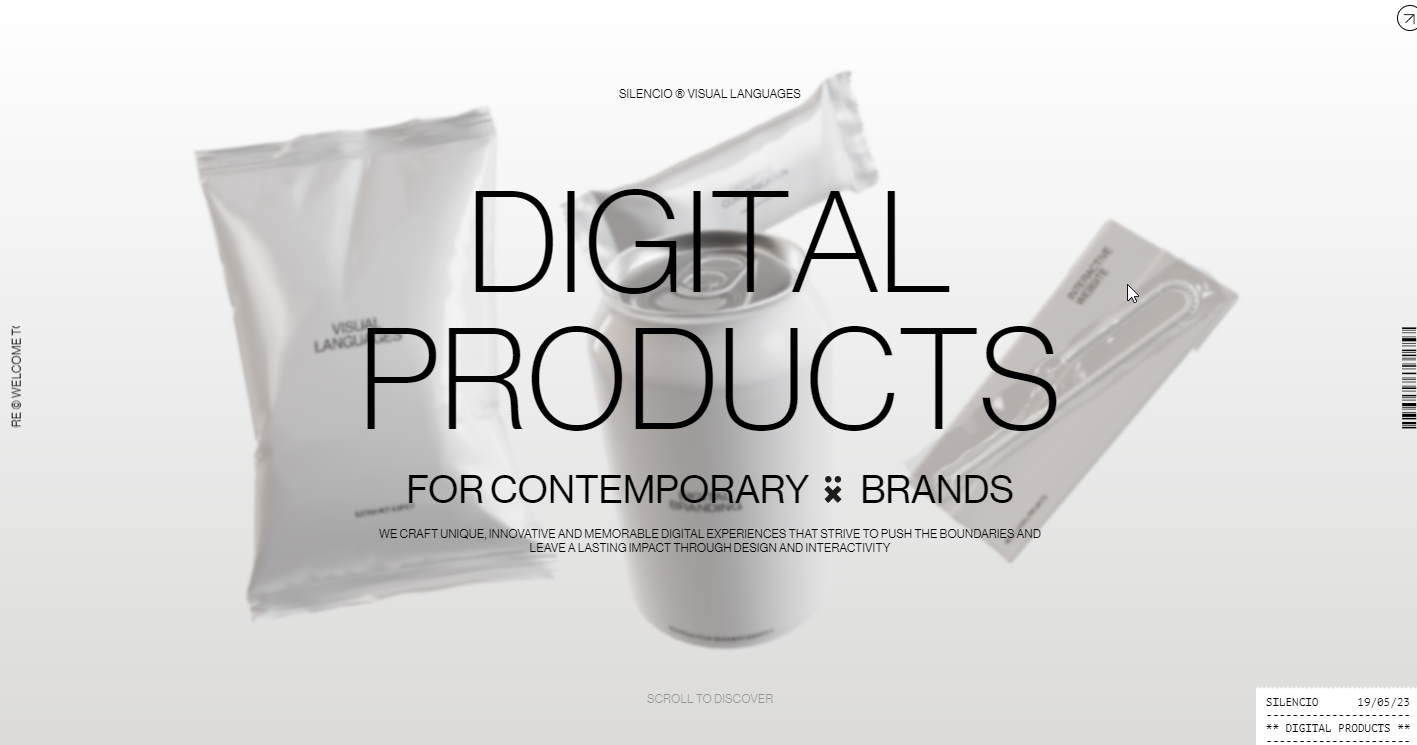 SILENCIO ® VISUAL LANGUAGES
DIGITAL
PRODUCTS
FOR CONTEMPORARY BRANDS
WE CRAFT UNIQUE, INNOVATIVE AND MEMORABLE DIGITAL EXPERIENCES THAT STRIVE TO PUSH THE BOUNDARIES AND
LEAVE A LASTING IMPACT THROUGH DESIGN AND INTERACTIVITY
VISUAL
LANGUAGES
INTERACTIVE
WEBSITE
BRANDING
RE © WELCOME
SCROLL TO DISCOVER
SILENCIO 19/05/23
----------------------
** DIGITAL PRODUCTS **
----------------------